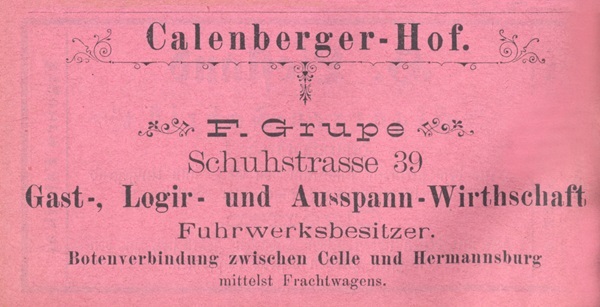 Calenberger-Hof.
F. Grupe
Schuhstrasse 39
Gast-, Logir- und Ausspann-Wirthschaft
Fuhrwerksbesitzer.
Botenverbindung zwischen Celle und Hermannsburg
mittelst Frachtwagens.